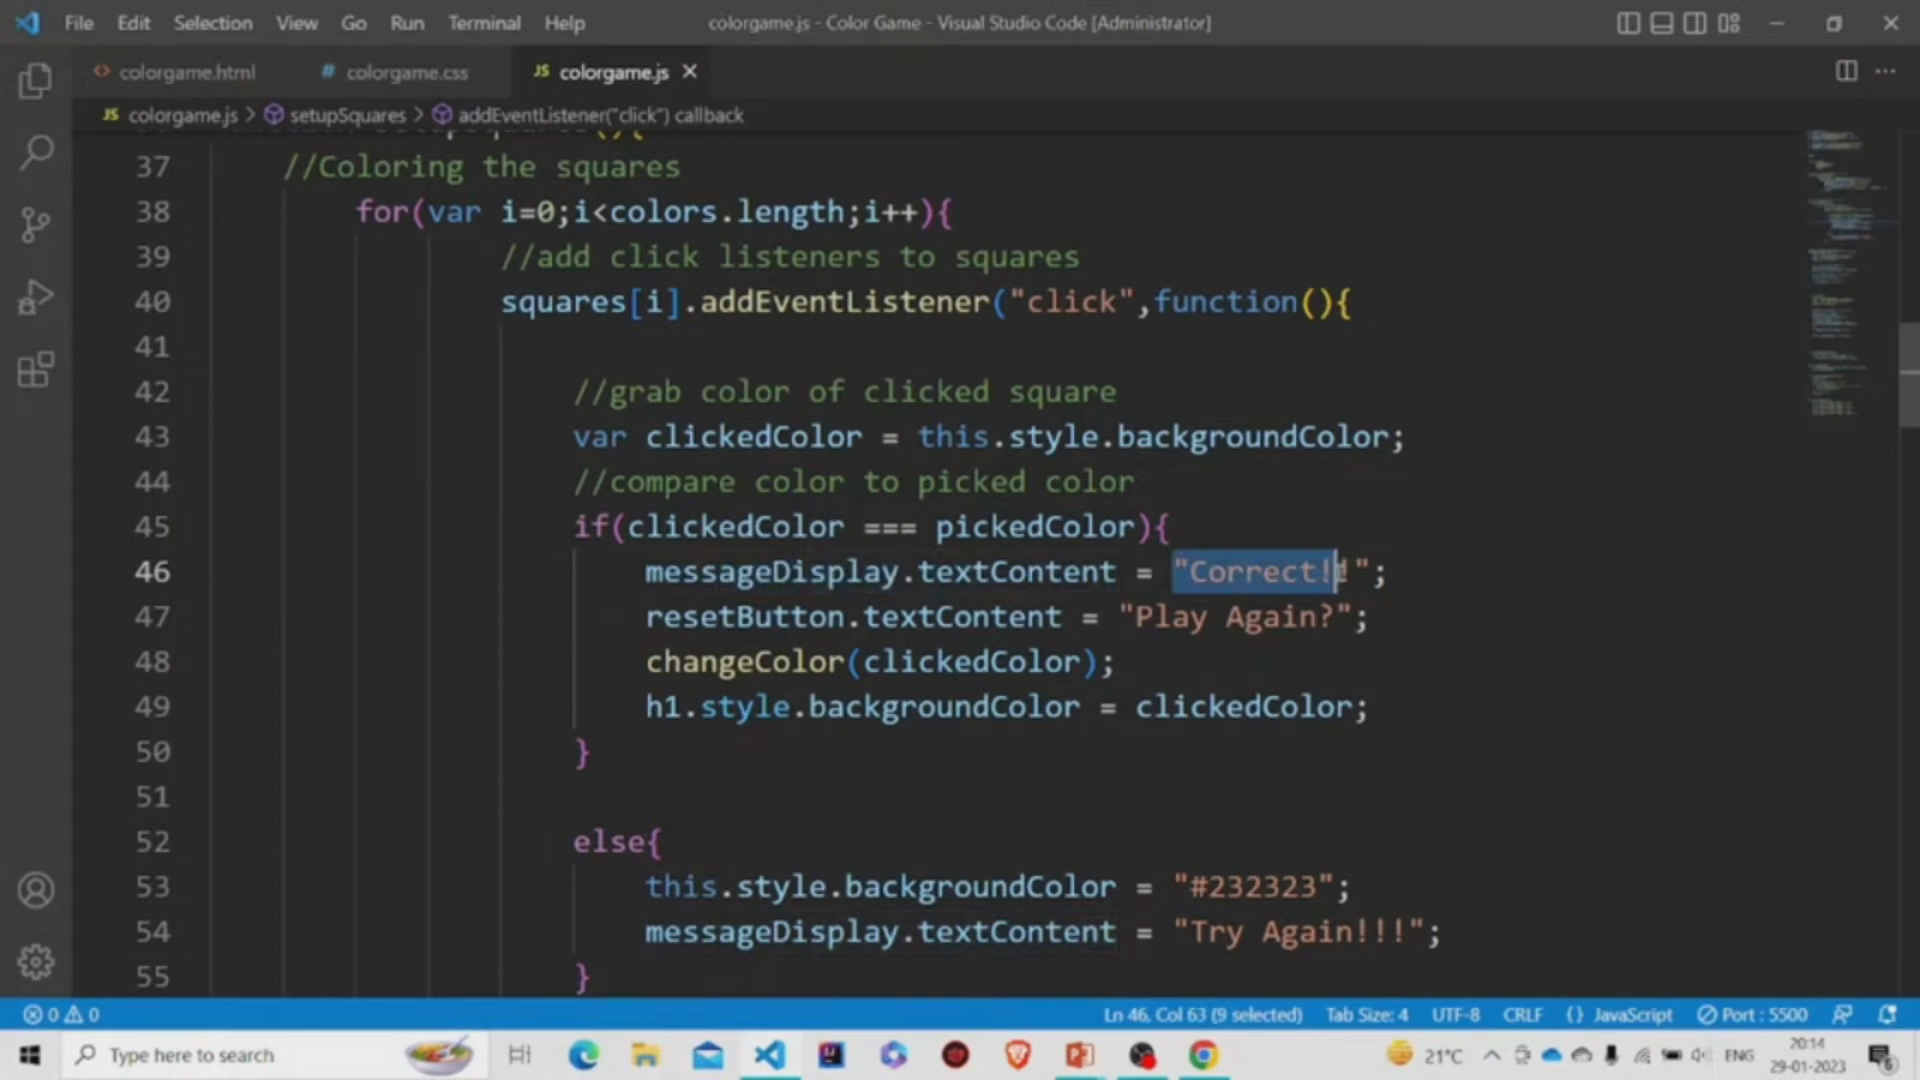 File Edit Selection View Go Run Terminal Help colorgame.js - Color Game - Visual Studio Code [Administrator]
colorgame.html # colorgame.css JS colorgame.js
JS colorgame.js > setupSquares > addEventListener("click") callback
37 //Coloring the squares
38 for(var i=0;i<colors.length;i++){
39 //add click listeners to squares
40 squares[i].addEventListener("click",function(){
41
42 //grab color of clicked square
43 var clickedColor = this.style.backgroundColor;
44 //compare color to picked color
45 if(clickedColor === pickedColor){
46 messageDisplay.textContent = "Correct!!";
47 resetButton.textContent = "Play Again?";
48 changeColor(clickedColor);
49 h1.style.backgroundColor = clickedColor;
50 }
51
52 else{
53 this.style.backgroundColor = "#232323";
54 messageDisplay.textContent = "Try Again!!!";
55 }
0 0 Ln 46, Col 63 (9 selected) Tab Size: 4 UTF-8 CRLF {} JavaScript Port : 5500
Type here to search 21°C ENG 20:14
29-01-2023